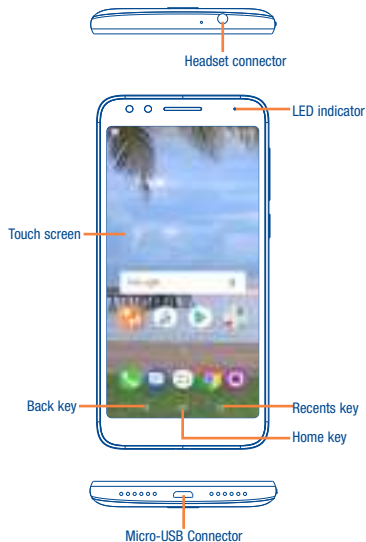 Headset connector
LED indicator
Touch screen
Back key
Recents key
Home key
Micro-USB Connector